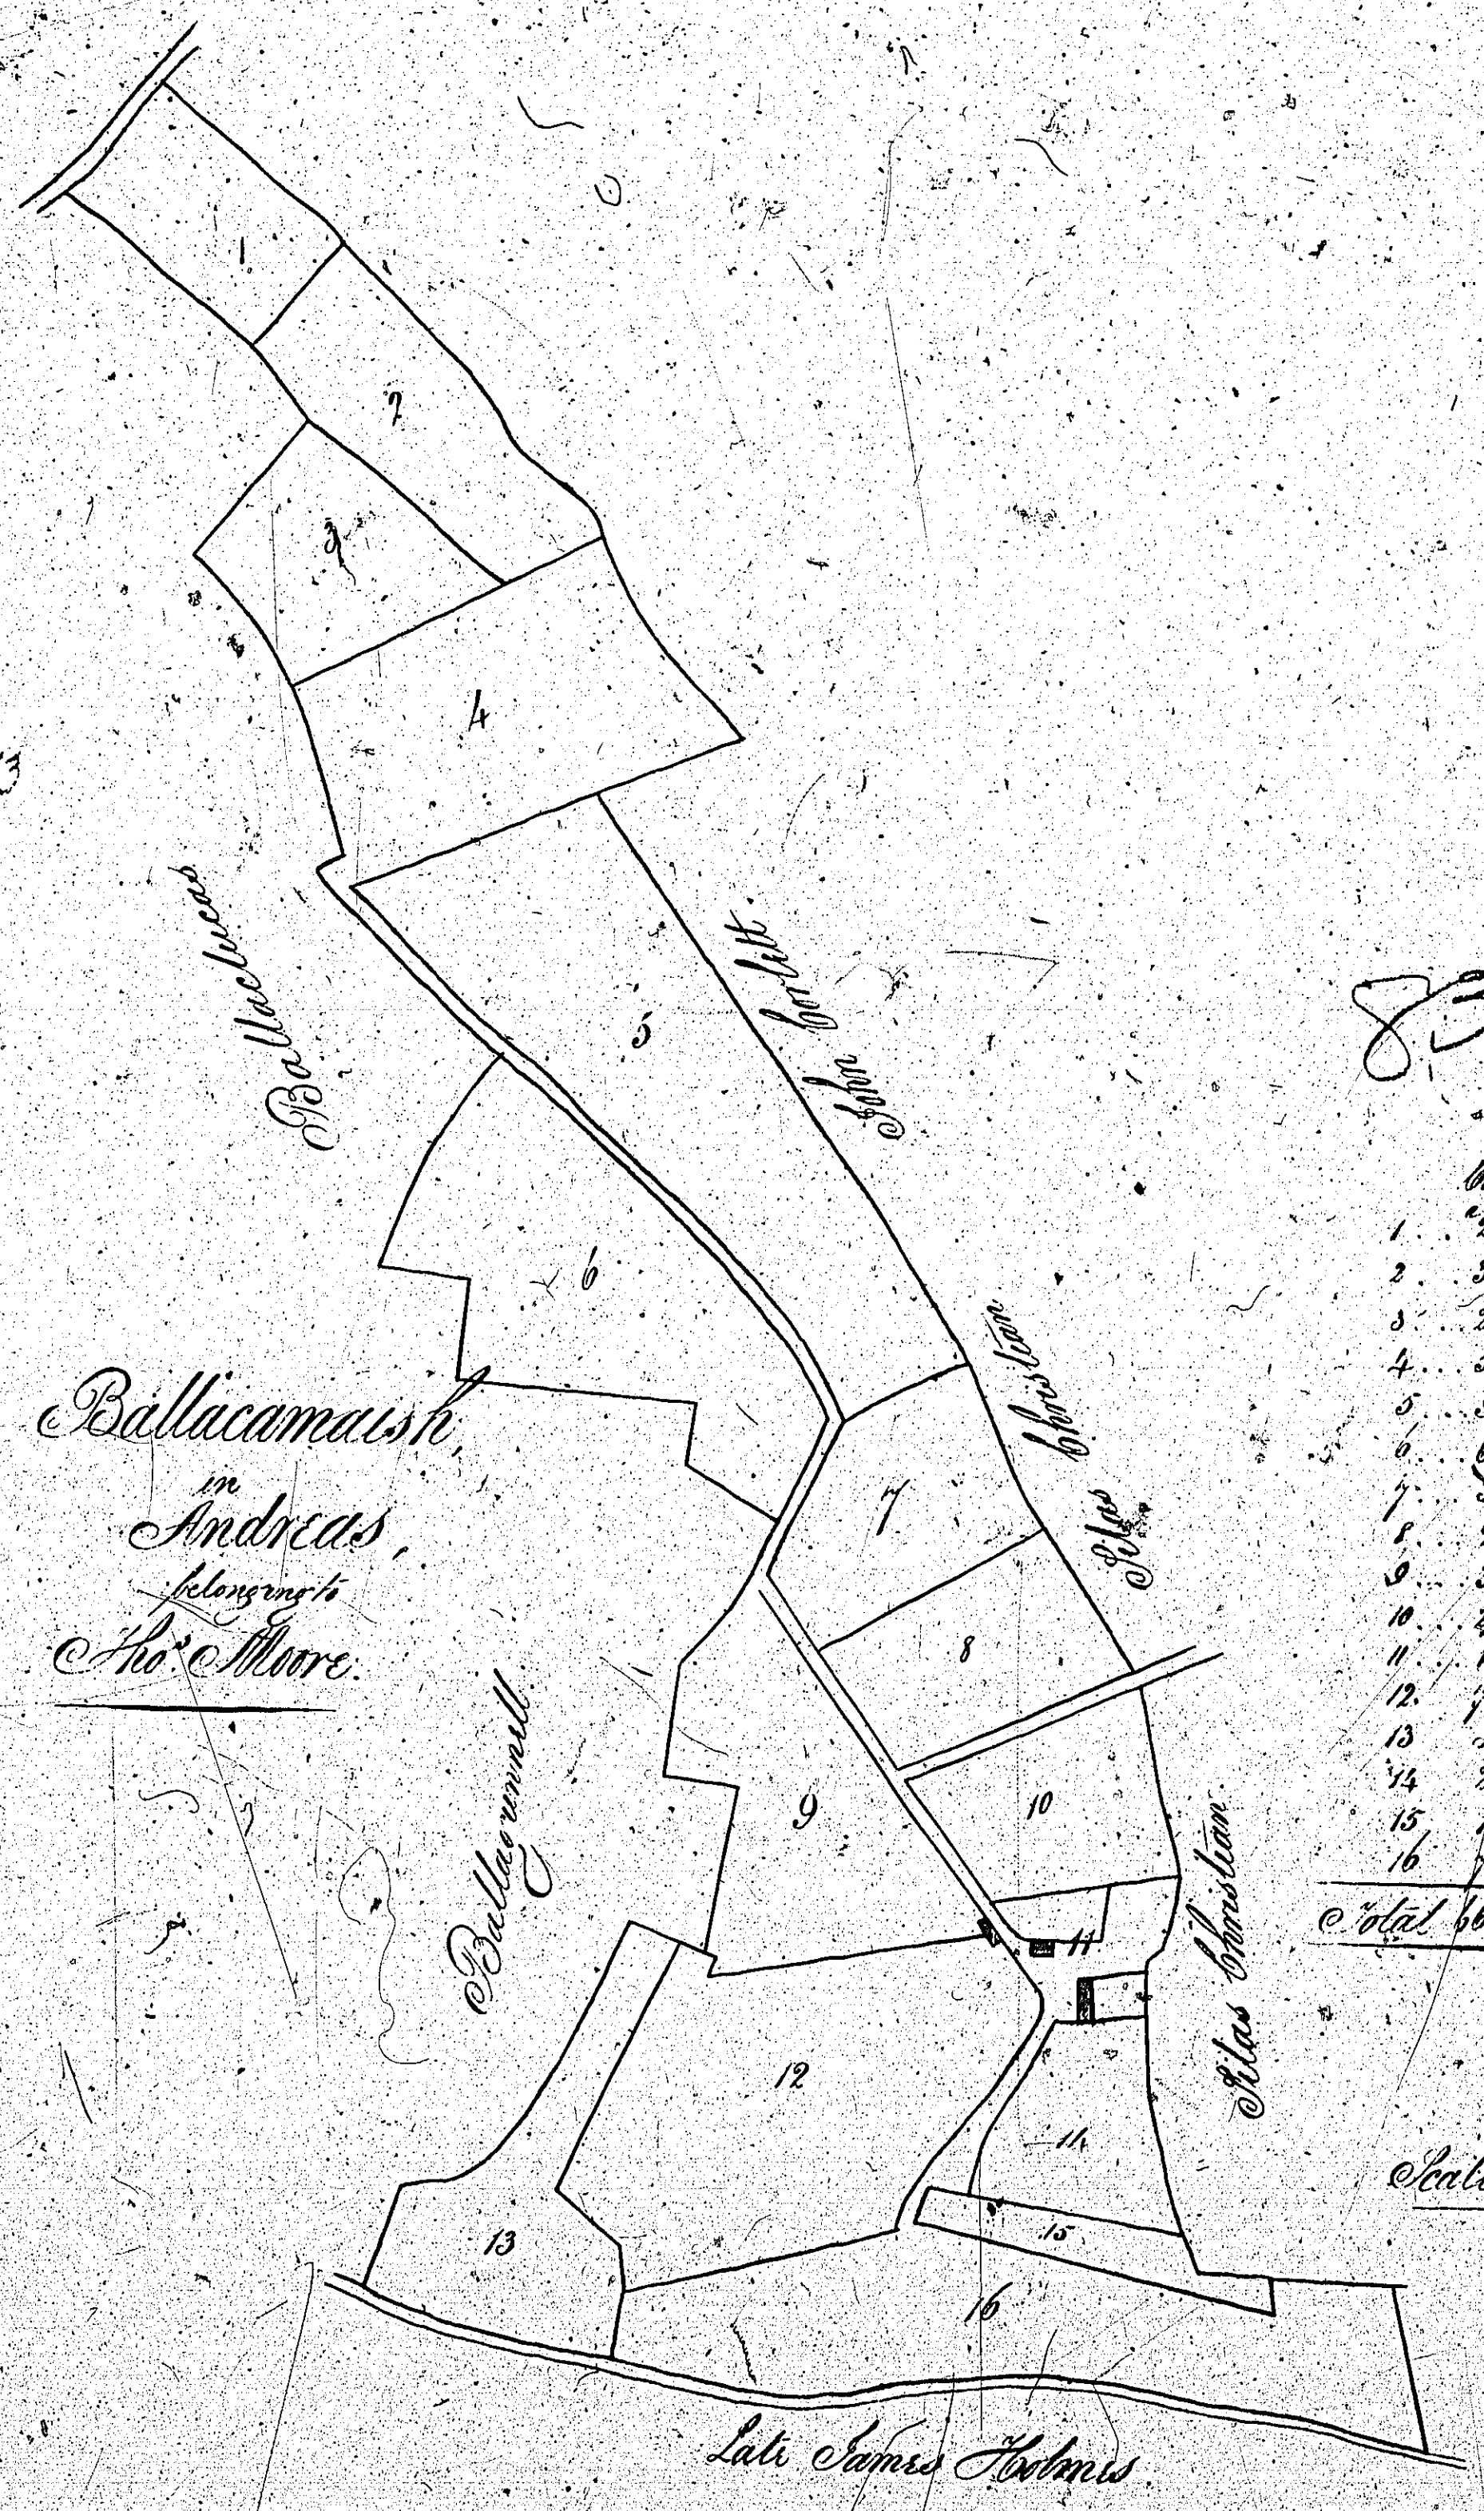 1
2
3
4
Ballaclucas
John Corlett
5
6
Ballacamaish,
in
Andreas,
belonging to
Thos. Moore.
Silas Christian
7
8
Ballagunnell
9
10
11
Silas Christian
12
13
14
15
16
Late James Holmes
1 . .
2 . .
3 . .
4 . . .
5 . . .
6 . . .
7 . . .
8 . . .
9 . . .
10 . . .
11 . . .
12 .
13
14
15
16
Total